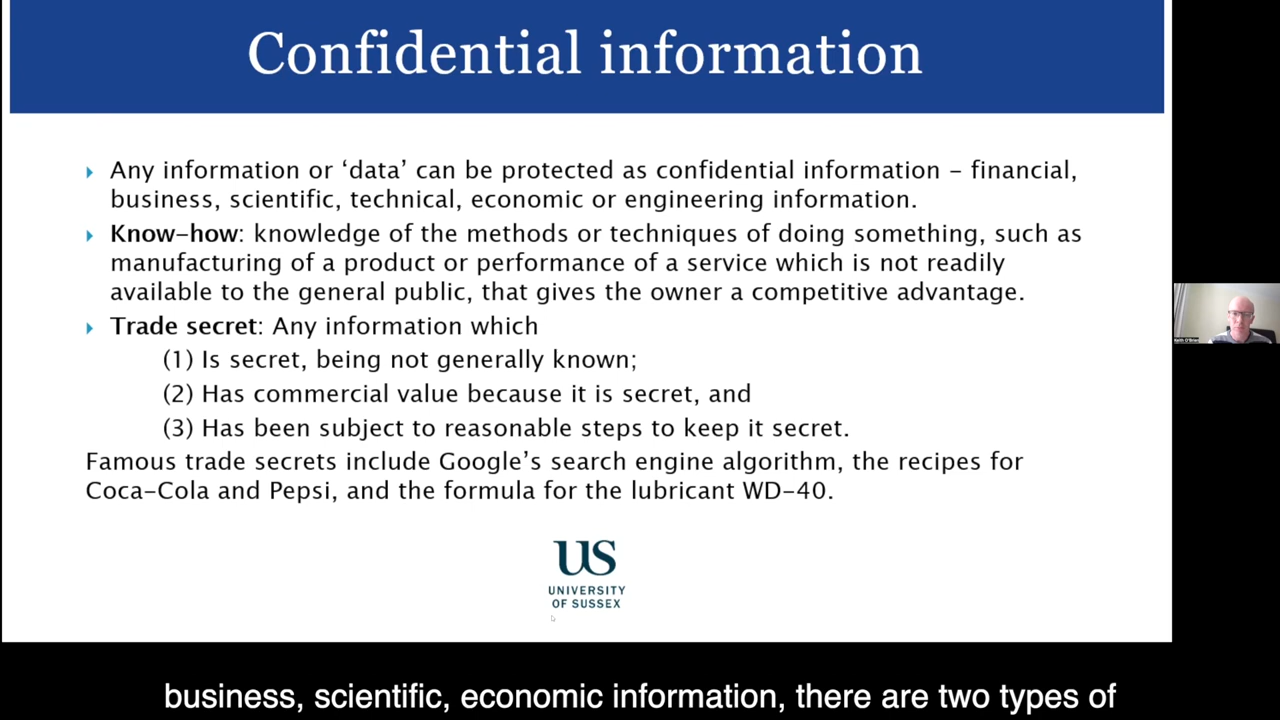 Confidential information
Any information or ‘data’ can be protected as confidential information – financial,
business, scientific, technical, economic or engineering information.
Know-how: knowledge of the methods or techniques of doing something, such as
manufacturing of a product or performance of a service which is not readily
available to the general public, that gives the owner a competitive advantage.
Trade secret: Any information which
(1) Is secret, being not generally known;
(2) Has commercial value because it is secret, and
(3) Has been subject to reasonable steps to keep it secret.
Famous trade secrets include Google’s search engine algorithm, the recipes for
Coca-Cola and Pepsi, and the formula for the lubricant WD-40.
US
UNIVERSITY
OF SUSSEX
Keith O'Brien
business, scientific, economic information, there are two types of